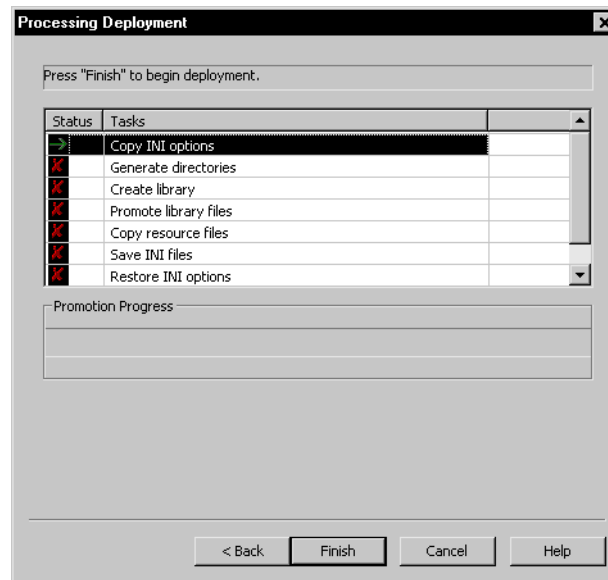 Processing Deployment
Press "Finish" to begin deployment.
Status Tasks
Copy INI options
Generate directories
Create library
Promote library files
Copy resource files
Save INI files
Restore INI options
Promotion Progress
< Back Finish Cancel Help